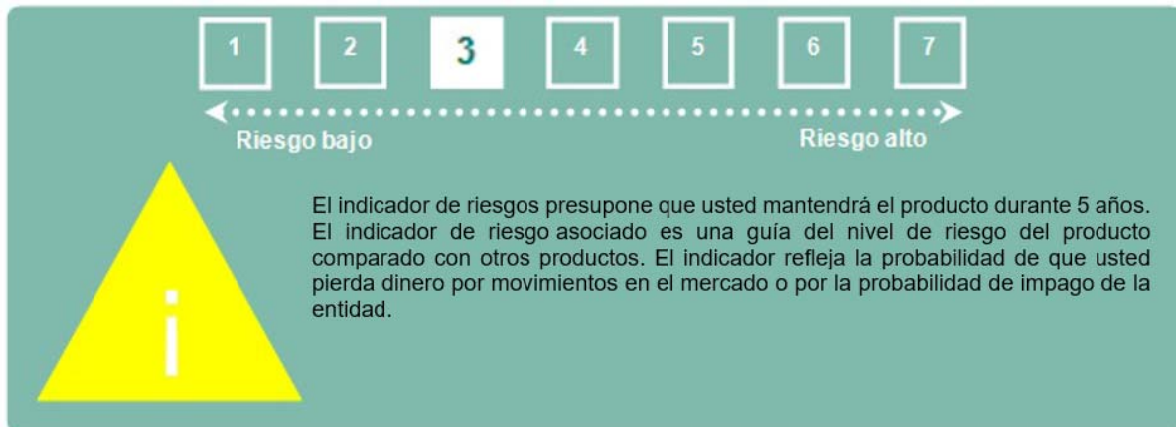 1 2 3 4 5 6 7
Riesgo bajo Riesgo alto
El indicador de riesgos presupone que usted mantendrá el producto durante 5 años.
El indicador de riesgo asociado es una guía del nivel de riesgo del producto
comparado con otros productos. El indicador refleja la probabilidad de que usted
pierda dinero por movimientos en el mercado o por la probabilidad de impago de la
entidad.
i